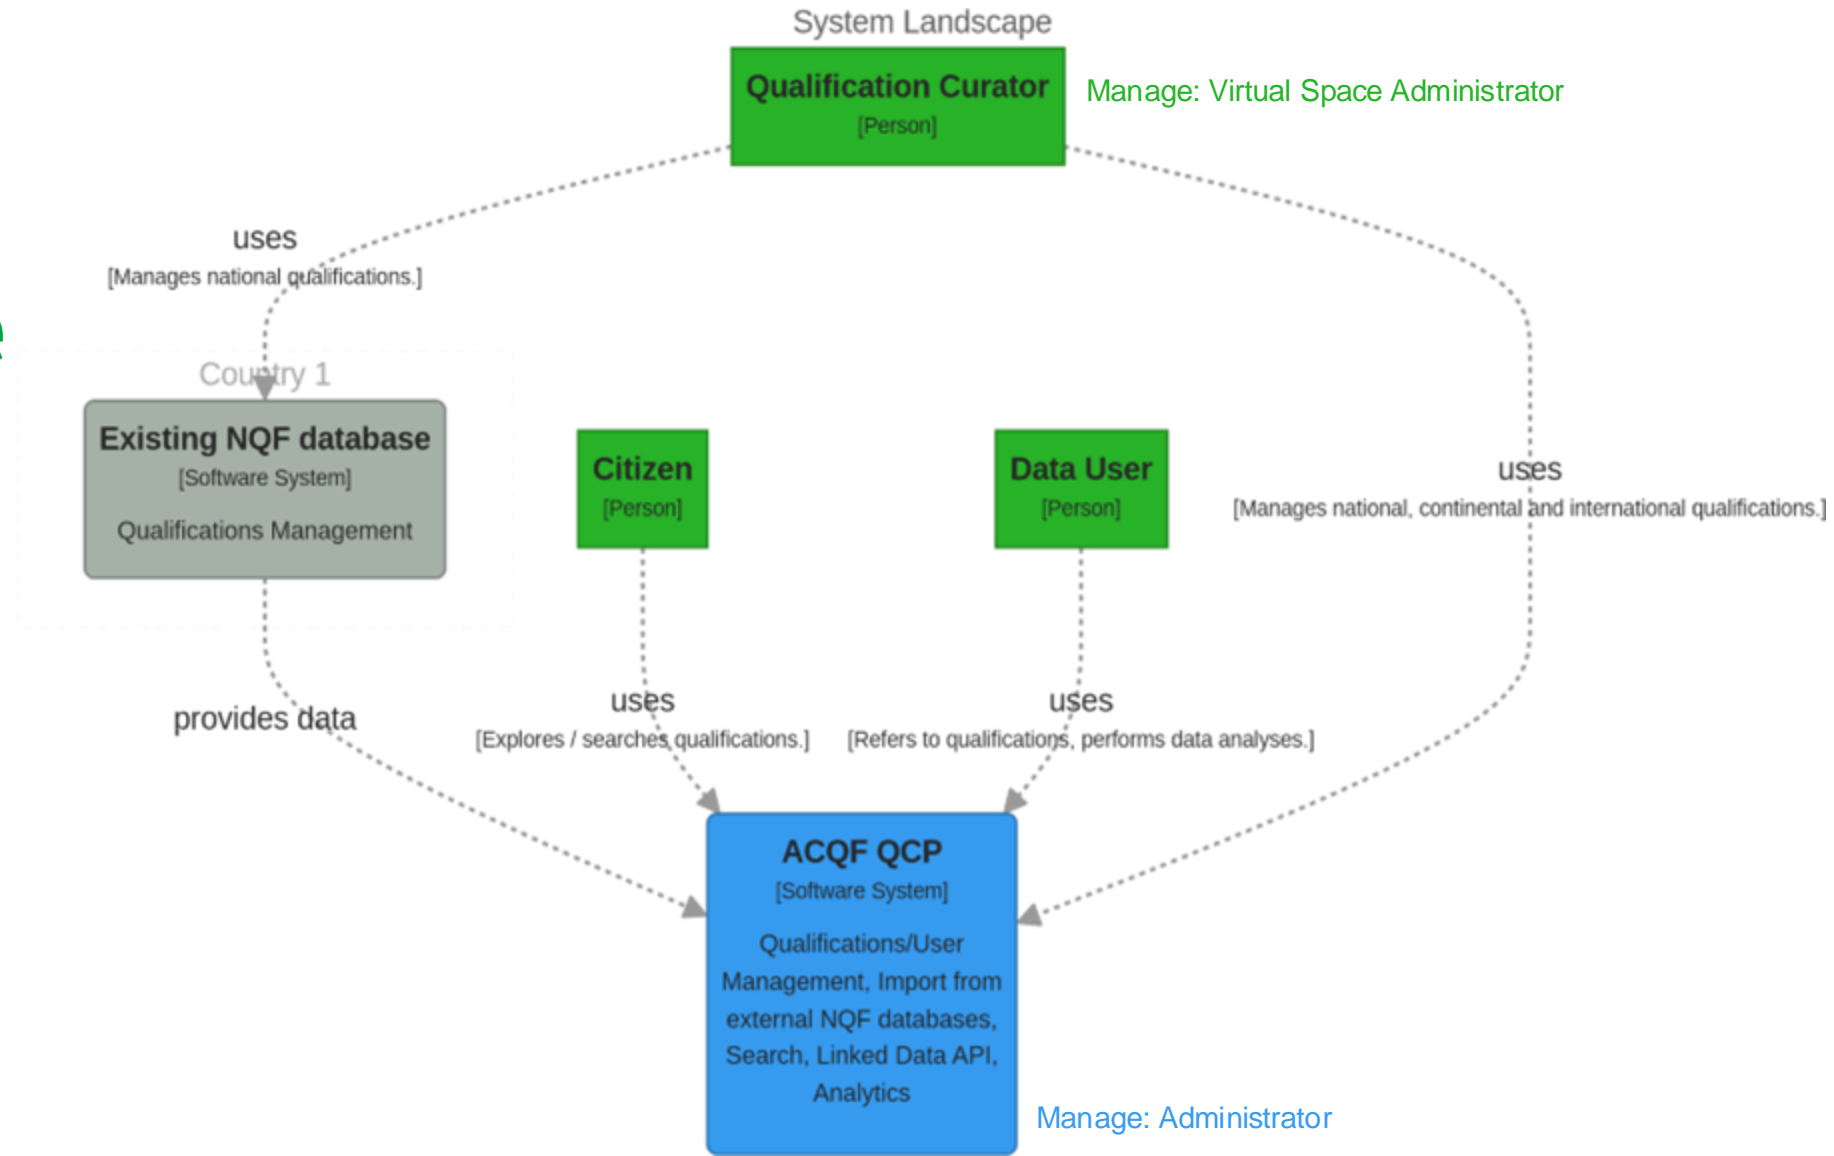 System Landscape
Qualification Curator
[Person]
Manage: Virtual Space Administrator
uses
[Manages national qualifications.]
e
Country 1
Existing NQF database
[Software System]
Qualifications Management
Citizen
[Person]
Data User
[Person]
uses
[Manages national, continental and international qualifications.]
provides data
uses
[Explores / searches qualifications.]
uses
[Refers to qualifications, performs data analyses.]
ACQF QCP
[Software System]
Qualifications/User
Management, Import from
external NQF databases,
Search, Linked Data API,
Analytics
Manage: Administrator